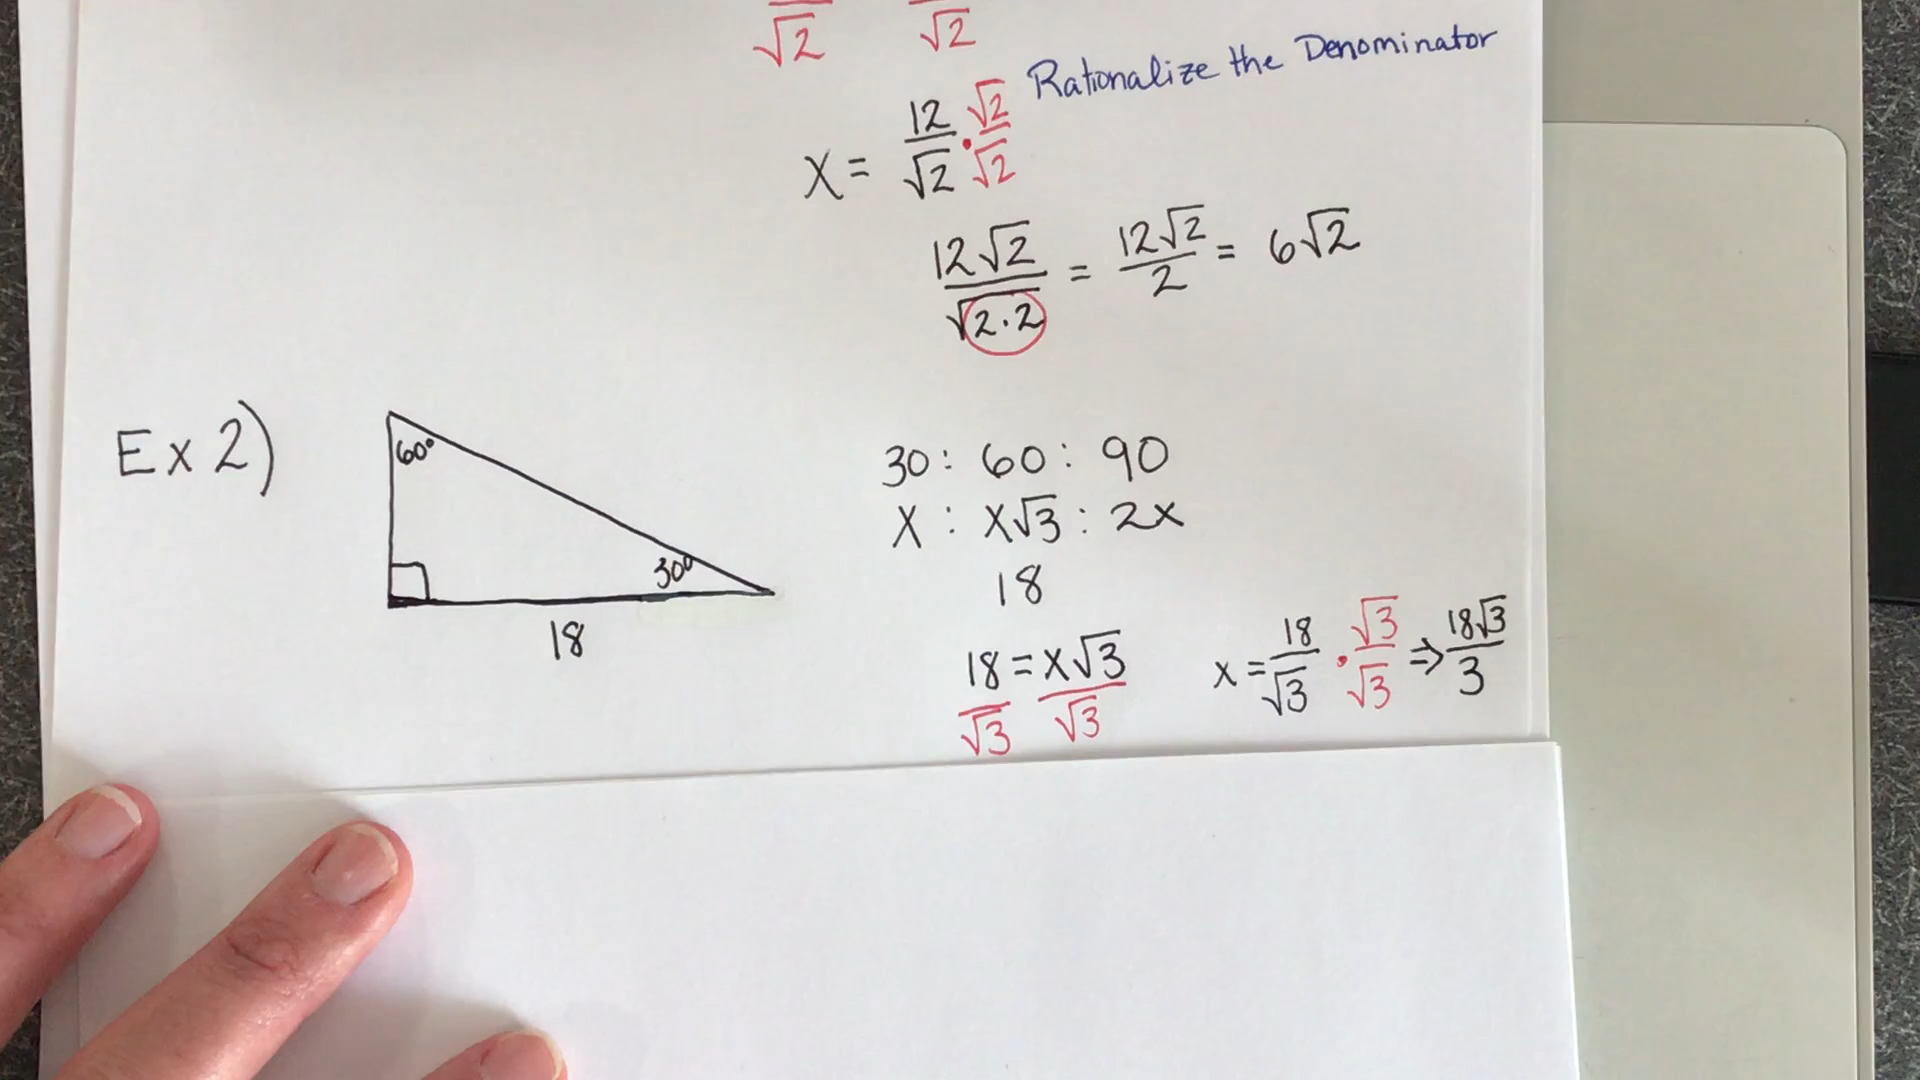 √2 √2
Rationalize the Denominator
x = 12/√2 · √2/√2
12√2/√(2·2) = 12√2/2 = 6√2
Ex 2)
60°
30°
18
30 : 60 : 90
x : x√3 : 2x
18
18 = x√3
√3 √3
x = 18/√3 · √3/√3 ⇒ 18√3/3